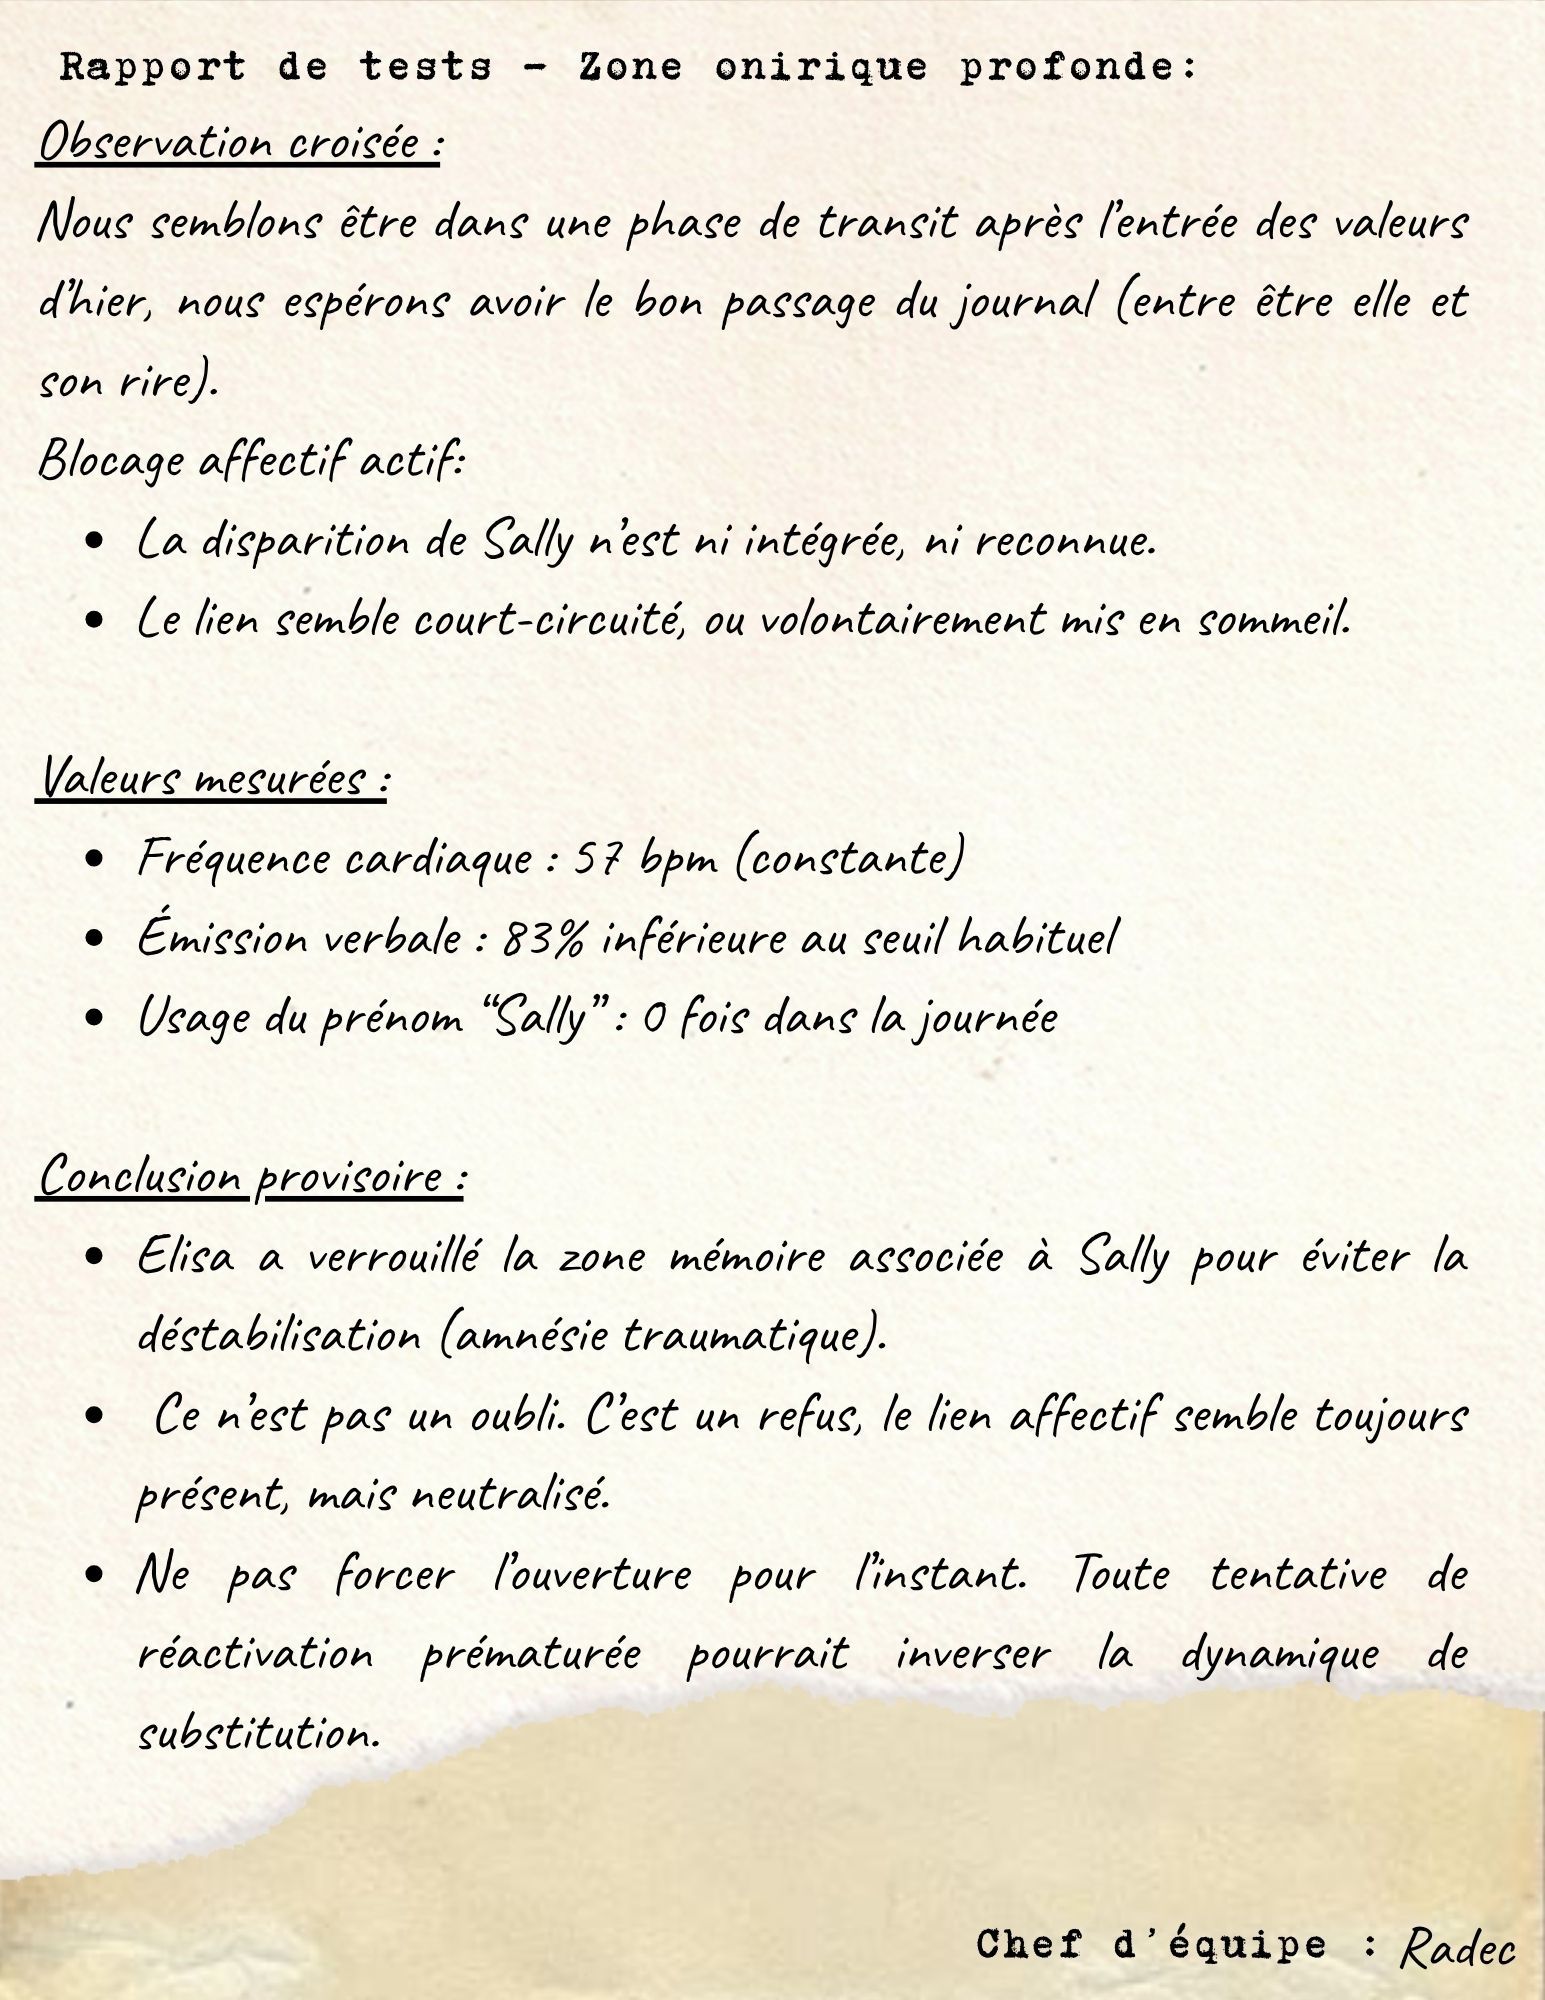 Rapport de tests - Zone onirique profonde:
Observation croisée :
Nous semblons être dans une phase de transit après l'entrée des valeurs
d'hier, nous espérons avoir le bon passage du journal (entre être elle et
son rire).
Blocage affectif actif:
• La disparition de Sally n'est ni intégrée, ni reconnue.
• Le lien semble court-circuité, ou volontairement mis en sommeil.
Valeurs mesurées :
• Fréquence cardiaque : 57 bpm (constante)
• Émission verbale : 83% inférieure au seuil habituel
• Usage du prénom “Sally” : 0 fois dans la journée
Conclusion provisoire :
• Elisa a verrouillé la zone mémoire associée à Sally pour éviter la
déstabilisation (amnésie traumatique).
• Ce n'est pas un oubli. C'est un refus, le lien affectif semble toujours
présent, mais neutralisé.
• Ne pas forcer l'ouverture pour l'instant. Toute tentative de
réactivation prématurée pourrait inverser la dynamique de
substitution.
Chef d'équipe : Radec